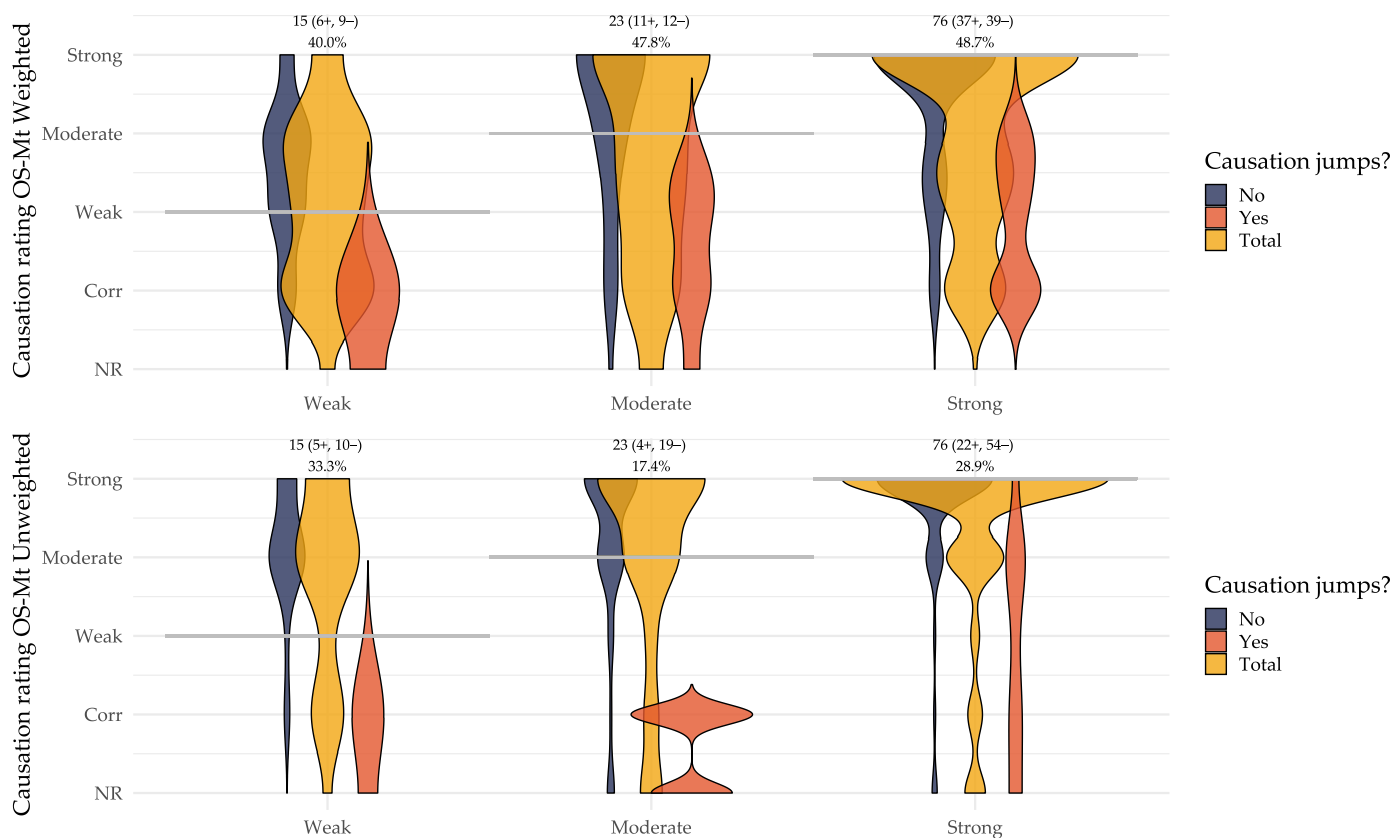 15 (6+, 9–)
40.0%
23 (11+, 12–)
47.8%
76 (37+, 39–)
48.7%
Causation rating OS-Mt Weighted
Strong
Moderate
Weak
Corr
NR
Weak
Moderate
Strong
Causation jumps?
No
Yes
Total
15 (5+, 10–)
33.3%
23 (4+, 19–)
17.4%
76 (22+, 54–)
28.9%
Causation rating OS-Mt Unweighted
Strong
Moderate
Weak
Corr
NR
Weak
Moderate
Strong
Causation jumps?
No
Yes
Total